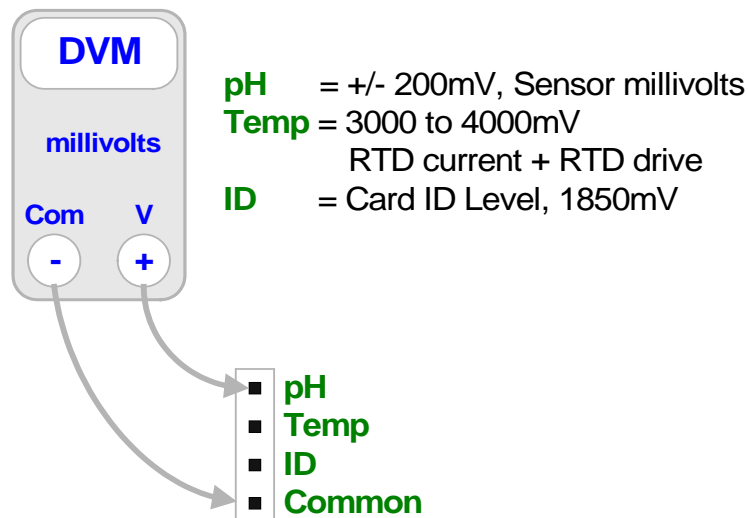 DVM
millivolts
Com V
- +
pH = +/- 200mV, Sensor millivolts
Temp = 3000 to 4000mV
RTD current + RTD drive
ID = Card ID Level, 1850mV
pH
Temp
ID
Common